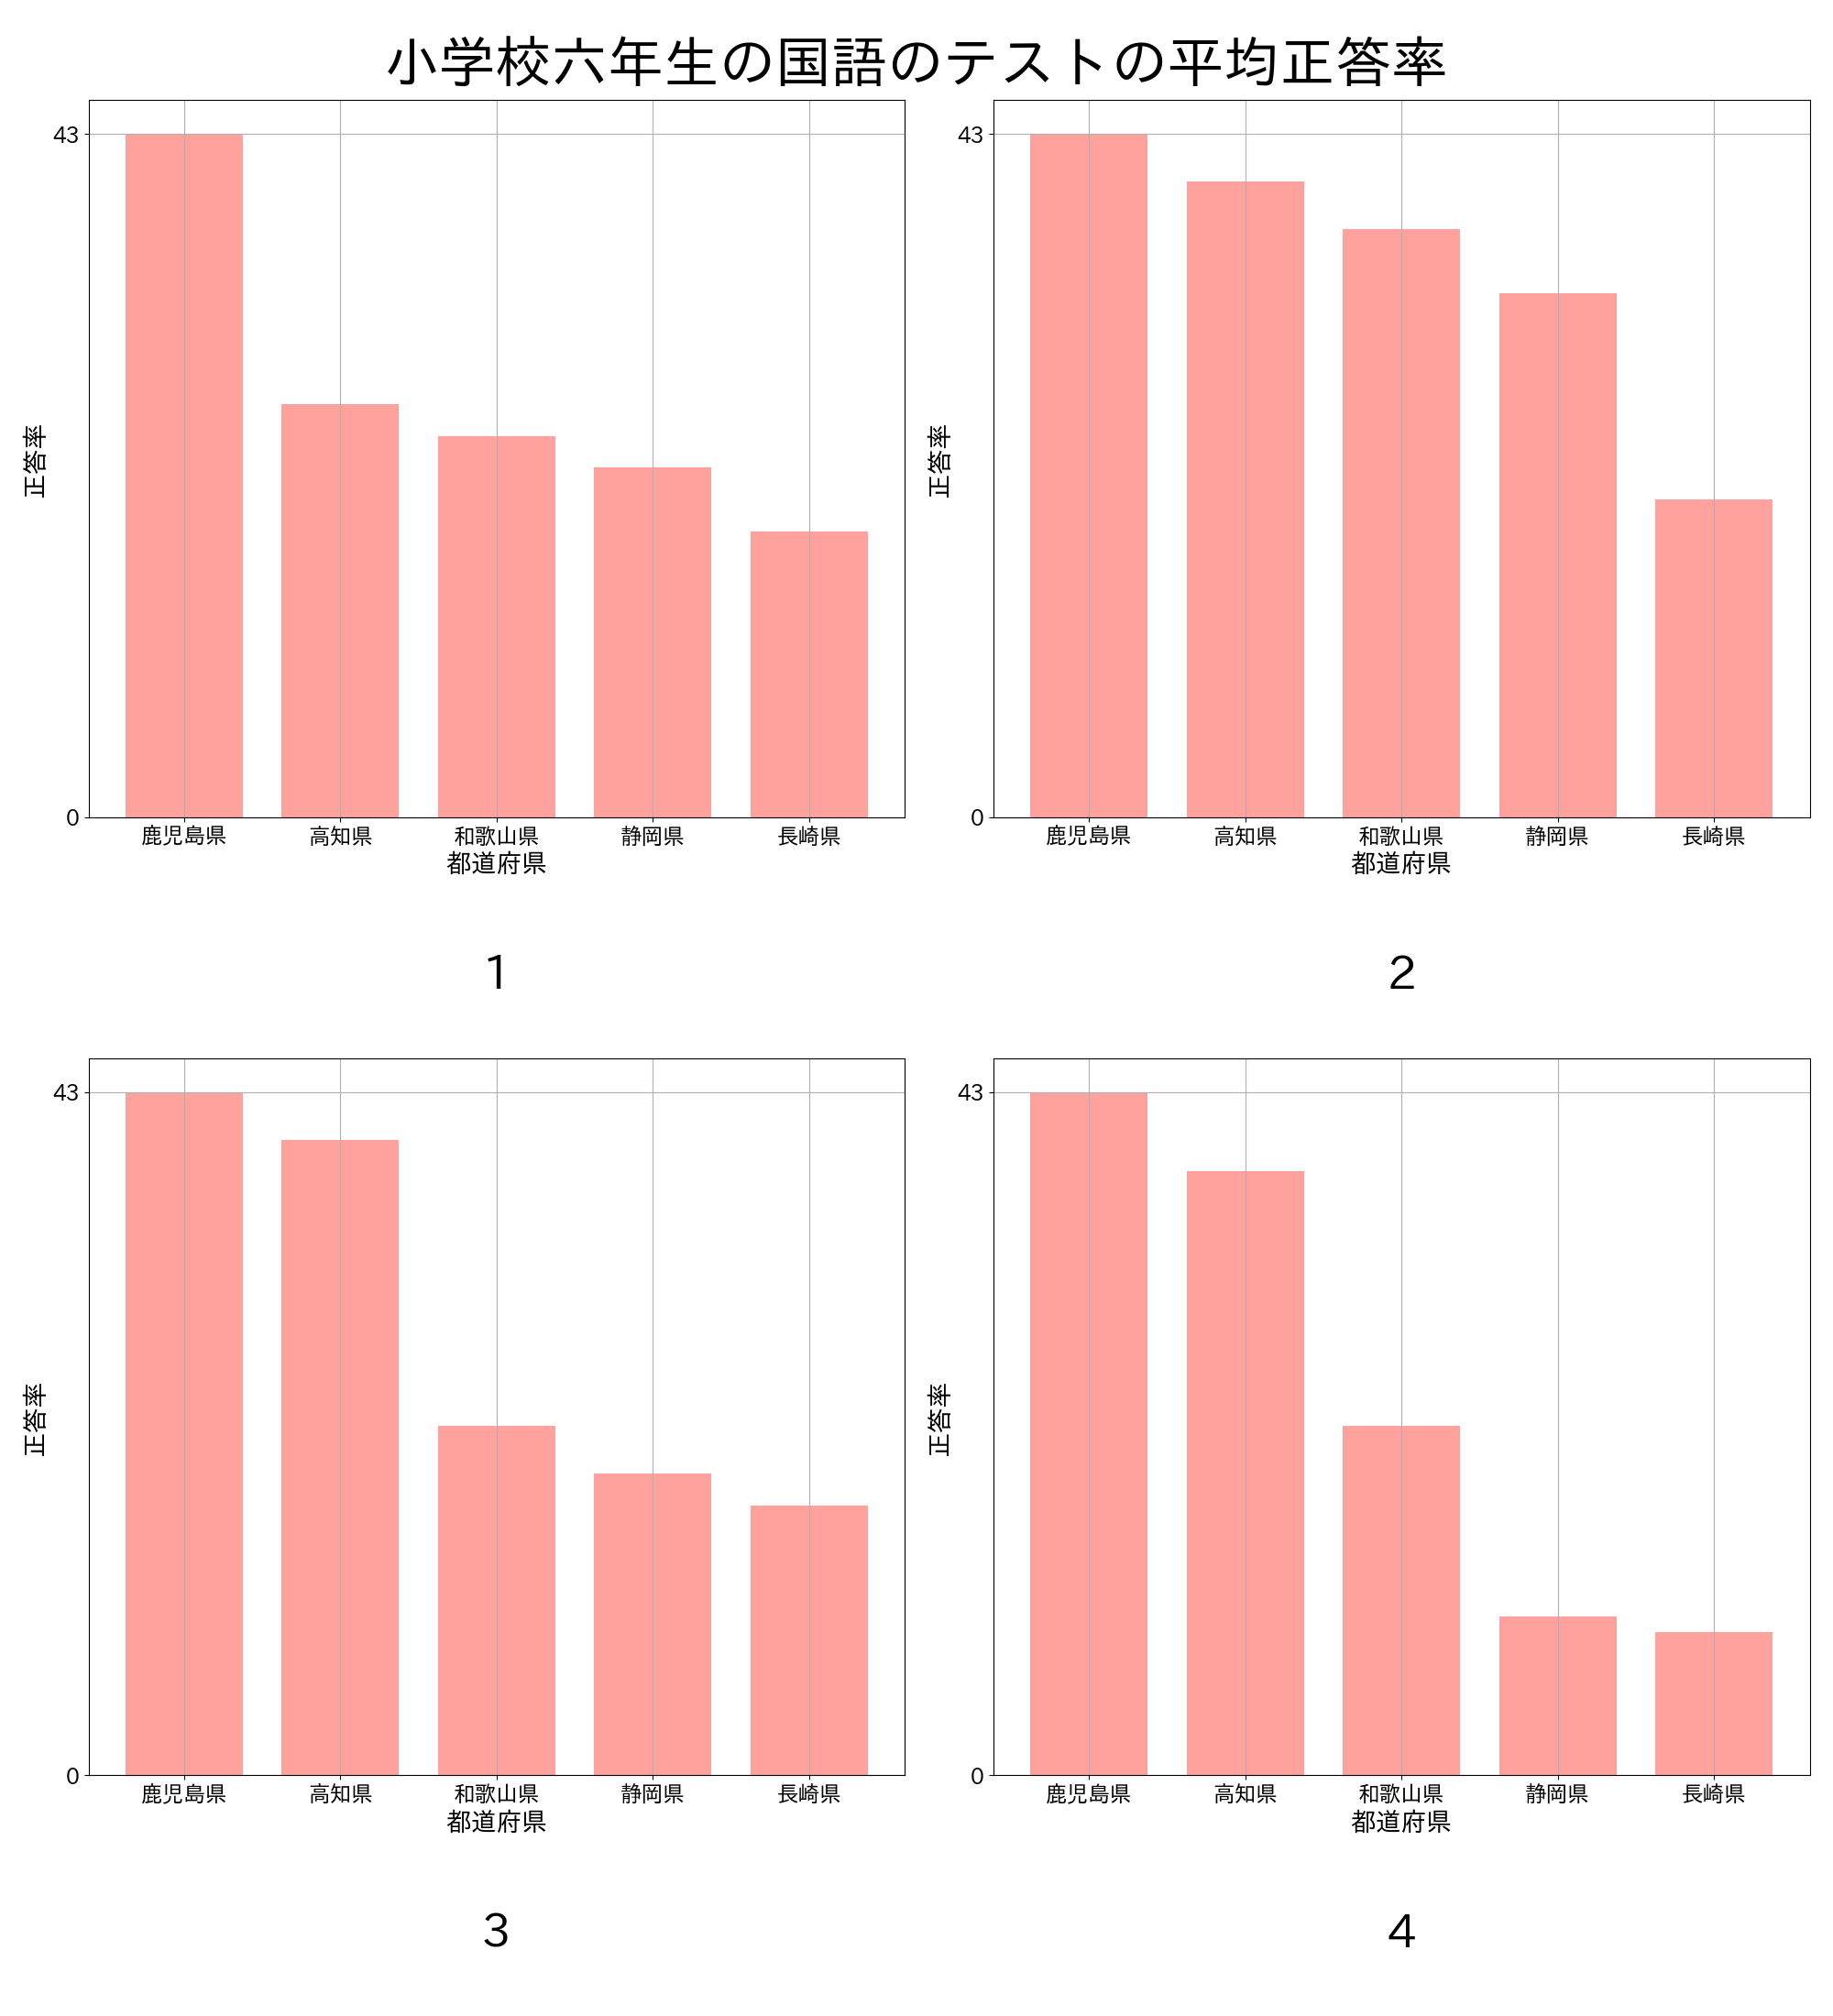 小学校六年生の国語のテストの平均正答率
43
0
正答率
鹿児島県 高知県 和歌山県 静岡県 長崎県
都道府県
1
43
0
正答率
鹿児島県 高知県 和歌山県 静岡県 長崎県
都道府県
2
43
0
正答率
鹿児島県 高知県 和歌山県 静岡県 長崎県
都道府県
3
43
0
正答率
鹿児島県 高知県 和歌山県 静岡県 長崎県
都道府県
4